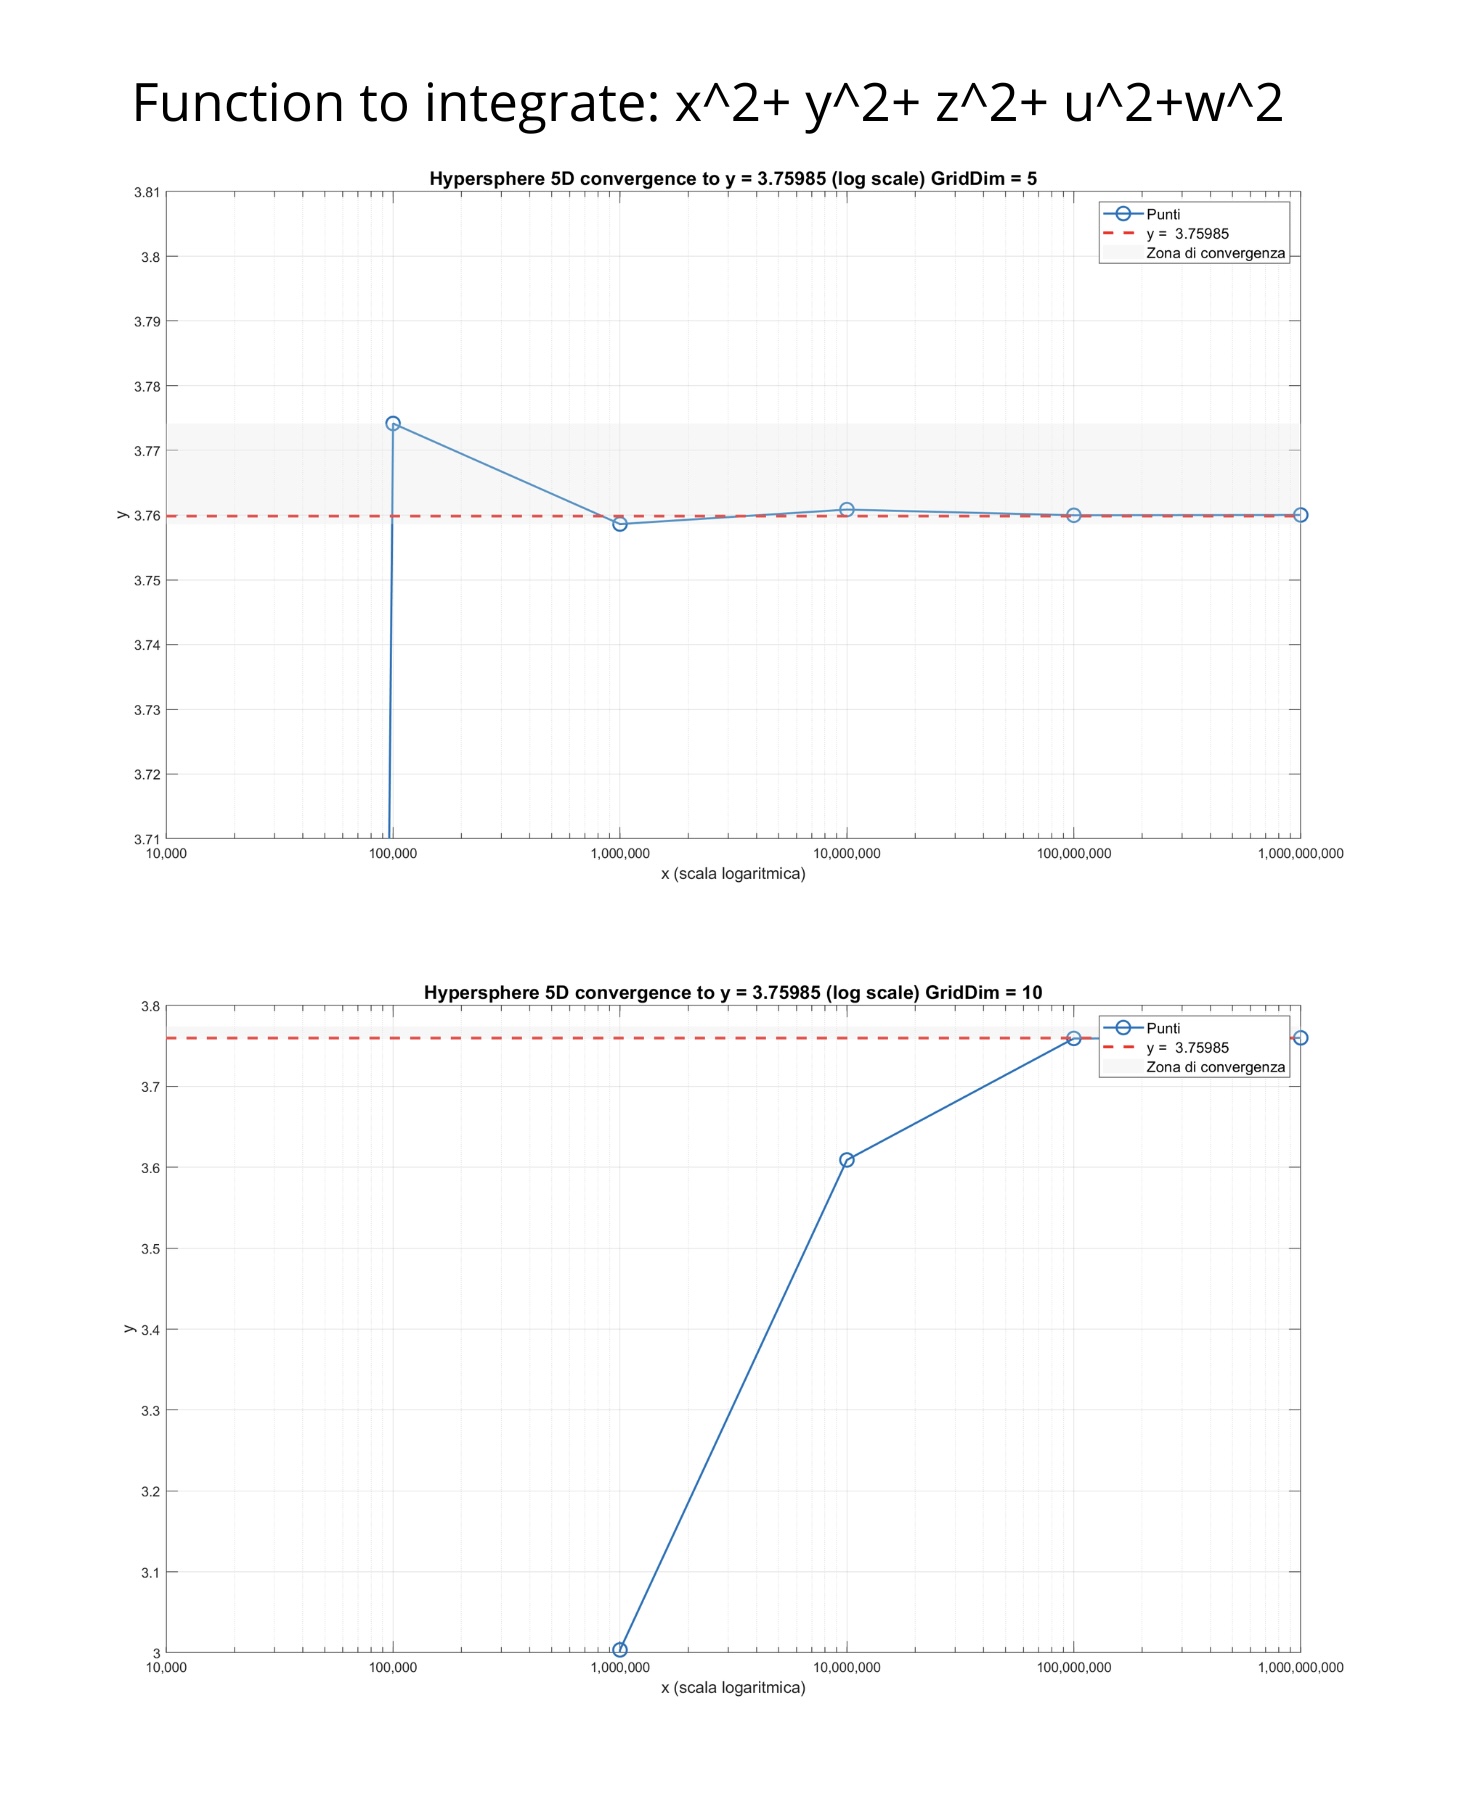 Function to integrate: x^2+ y^2+ z^2+ u^2+w^2
Hypersphere 5D convergence to y = 3.75985 (log scale) GridDim = 5
3.81
3.8
3.79
3.78
3.77
3.76
3.75
3.74
3.73
3.72
3.71
y
Punti
y = 3.75985
Zona di convergenza
10,000
100,000
1,000,000
10,000,000
100,000,000
1,000,000,000
x (scala logaritmica)
Hypersphere 5D convergence to y = 3.75985 (log scale) GridDim = 10
3.8
3.7
3.6
3.5
3.4
3.3
3.2
3.1
3
y
Punti
y = 3.75985
Zona di convergenza
10,000
100,000
1,000,000
10,000,000
100,000,000
1,000,000,000
x (scala logaritmica)